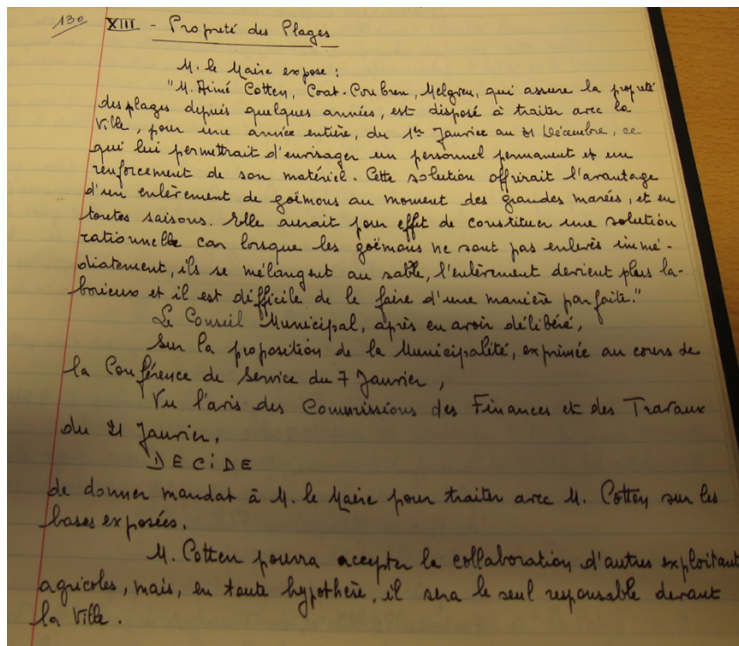 130 XIII - Propreté des Plages
M. le Maire expose :
"M. Aimé Cotten, Coat-Conbren, Melgven, qui assure la propreté
des plages depuis quelques années, est disposé à traiter avec la
Ville, pour une année entière, du 1er Janvier au 31 Décembre, ce
qui lui permettrait d'envisager un personnel permanent et un
renforcement de son matériel. Cette solution offrirait l'avantage
d'un enlèvement de goëmons au moment des grandes marées, et en
toutes saisons. Elle aurait pour effet de constituer une solution
rationnelle car lorsque les goëmons ne sont pas enlevés immé-
diatement, ils se mélangent au sable, l'enlèvement devient plus la-
borieux et il est difficile de le faire d'une manière parfaite."
Le Conseil Municipal, après en avoir délibéré,
Sur la proposition de la Municipalité, exprimée au cours de
la Conférence de Service du 7 Janvier,
Vu l'avis des Commissions des Finances et des Travaux
du 21 Janvier,
DECIDE
de donner mandat à M. le Maire pour traiter avec M. Cotten sur les
bases exposées.
M. Cotten pourra accepter la collaboration d'autres exploitant
agricoles, mais, en toute hypothèse, il sera le seul responsable devant
la Ville.